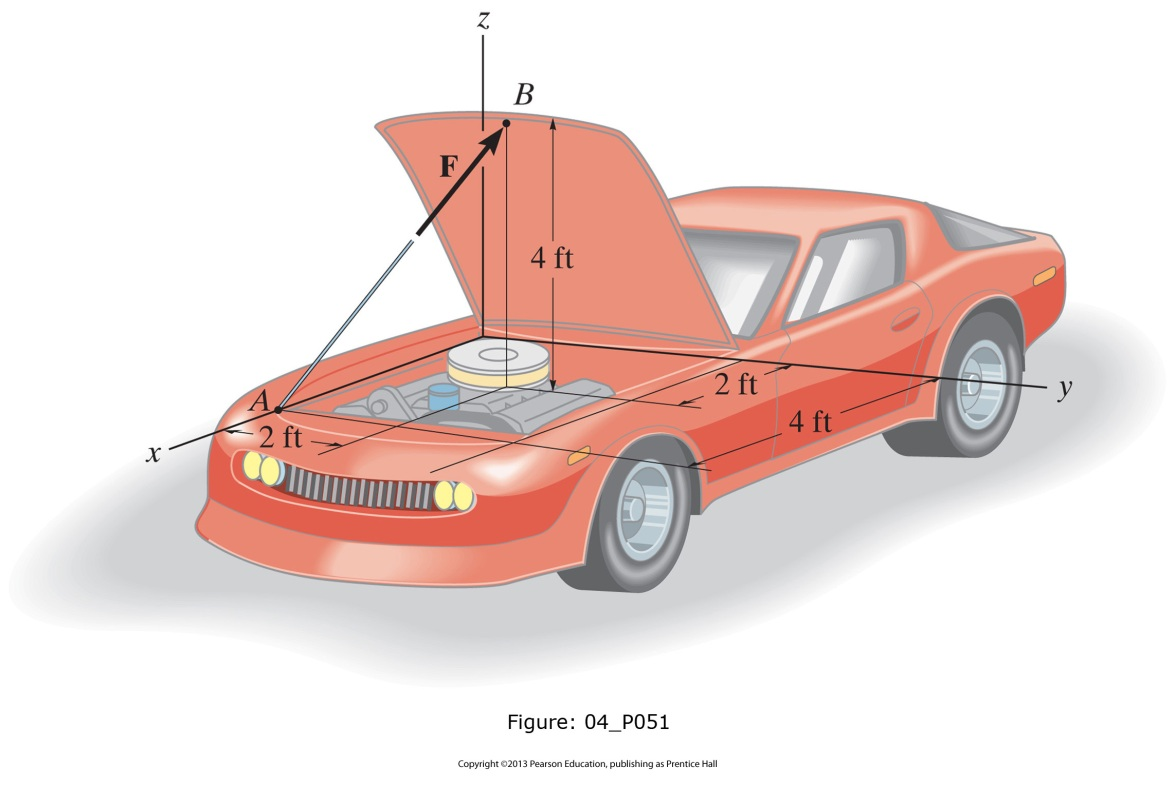 z
B
F
4 ft
2 ft
y
A
4 ft
2 ft
x
Figure: 04_P051
Copyright ©2013 Pearson Education, publishing as Prentice Hall